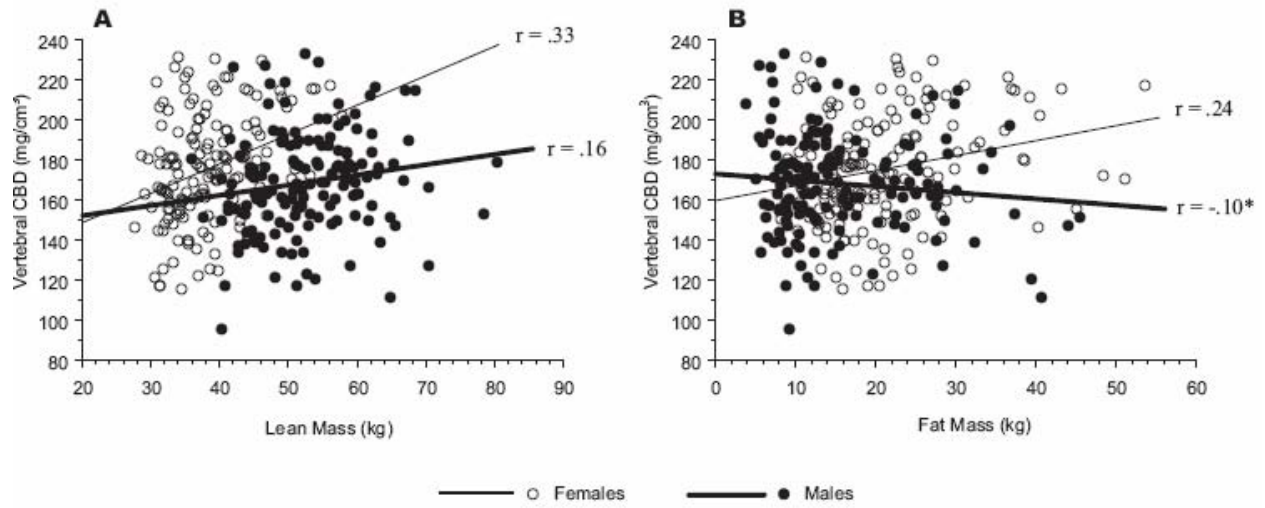 A
Vertebral CBD (mg/cm³)
240
220
200
180
160
140
120
100
80
20
30
40
50
60
70
80
90
Lean Mass (kg)
r = .33
r = .16
B
Vertebral CBD (mg/cm³)
240
220
200
180
160
140
120
100
80
0
10
20
30
40
50
60
Fat Mass (kg)
r = .24
r = -.10*
Females
Males